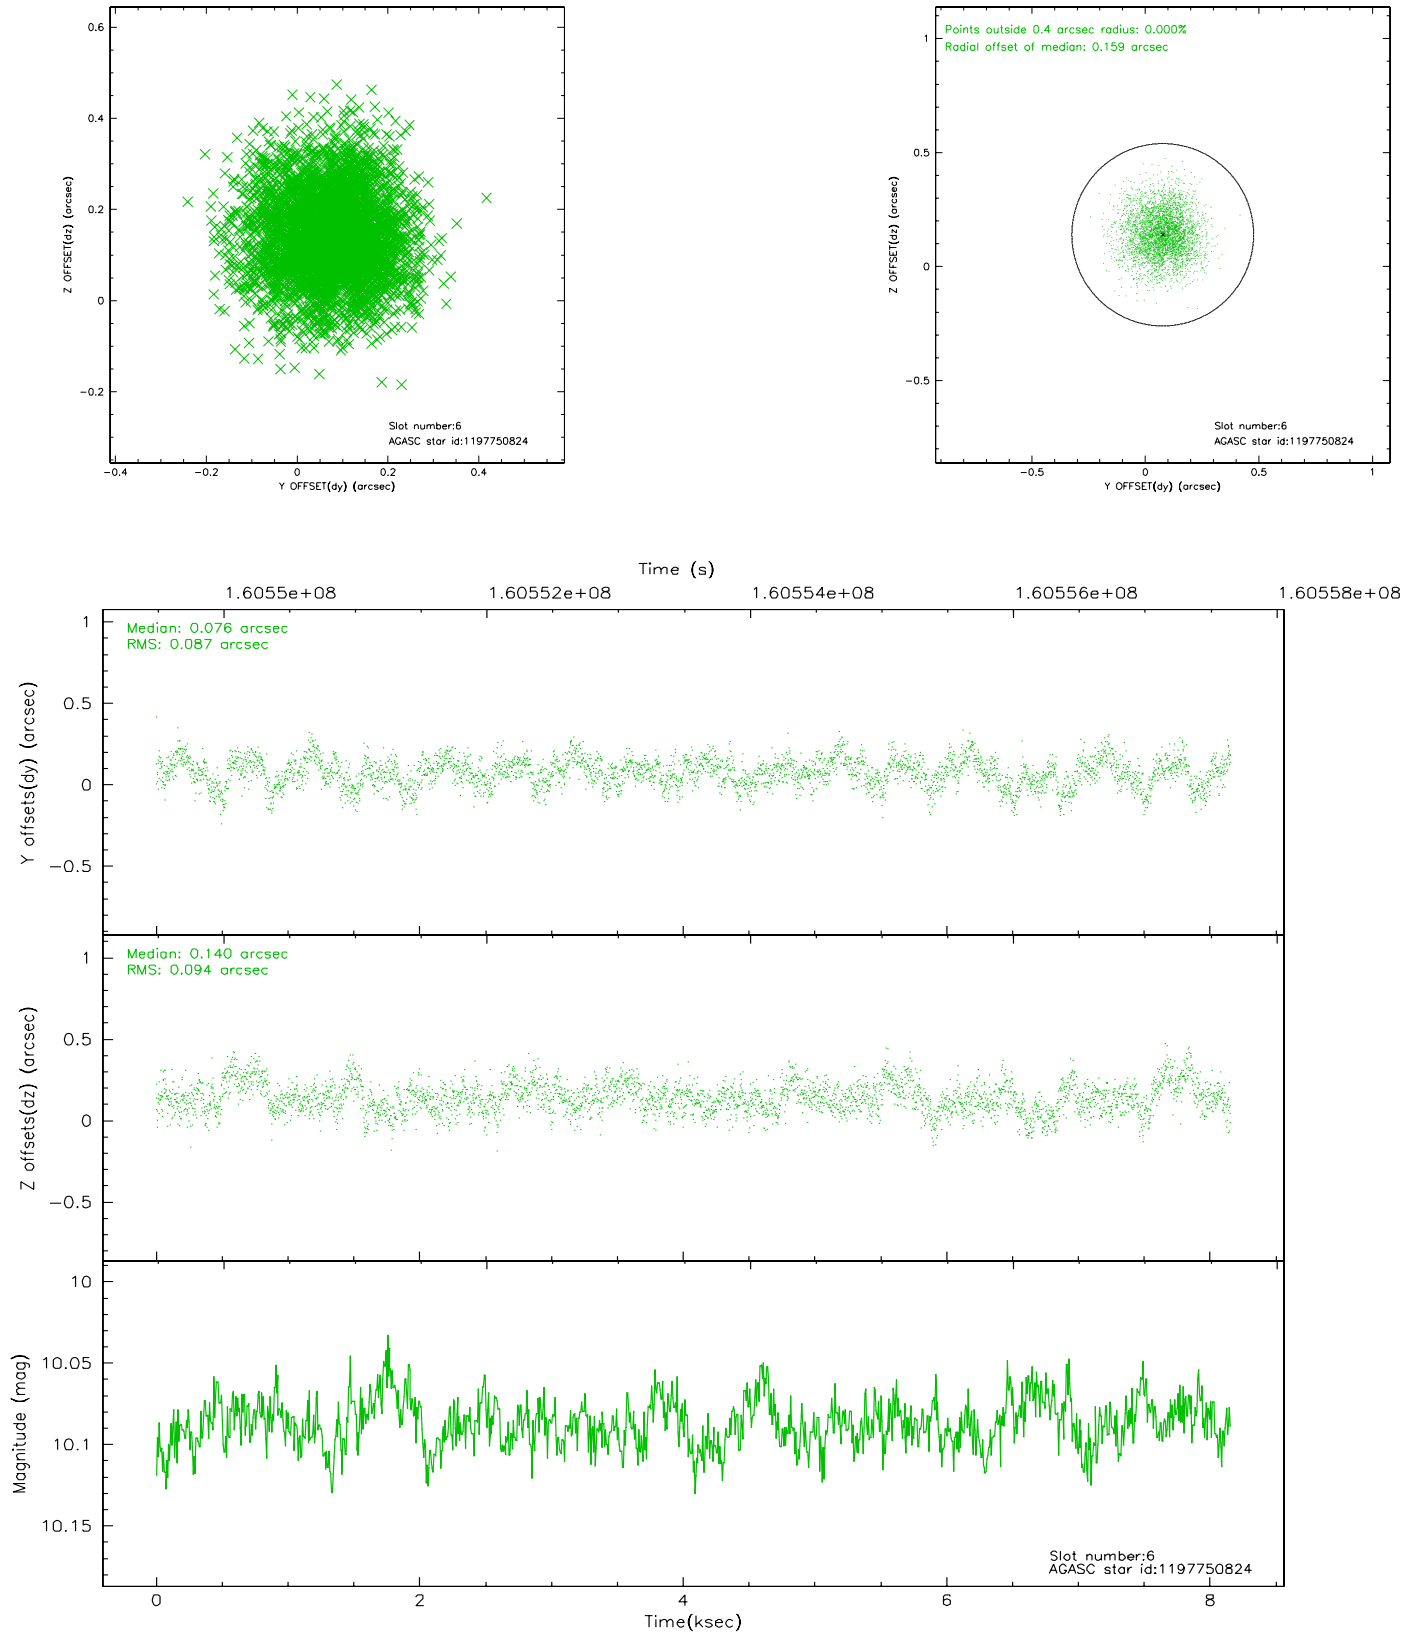 0.6
0.4
0.2
0
−0.2
Z OFFSET(dz) (arcsec)
Slot number:6
AGASC star id:1197750824
−0.4 −0.2 0 0.2 0.4
Y OFFSET(dy) (arcsec)
Points outside 0.4 arcsec radius: 0.000%
Radial offset of median: 0.159 arcsec
1
0.5
0
−0.5
Z OFFSET(dz) (arcsec)
Slot number:6
AGASC star id:1197750824
−0.5 0 0.5 1
Y OFFSET(dy) (arcsec)
Time (s)
1.6055e+08 1.60552e+08 1.60554e+08 1.60556e+08 1.60558e+08
Median: 0.076 arcsec
RMS: 0.087 arcsec
1
0.5
0
−0.5
Y offsets(dy) (arcsec)
Median: 0.140 arcsec
RMS: 0.094 arcsec
1
0.5
0
−0.5
Z offsets(dz) (arcsec)
10
10.05
10.1
10.15
Magnitude (mag)
Slot number:6
AGASC star id:1197750824
0 2 4 6 8
Time(ksec)